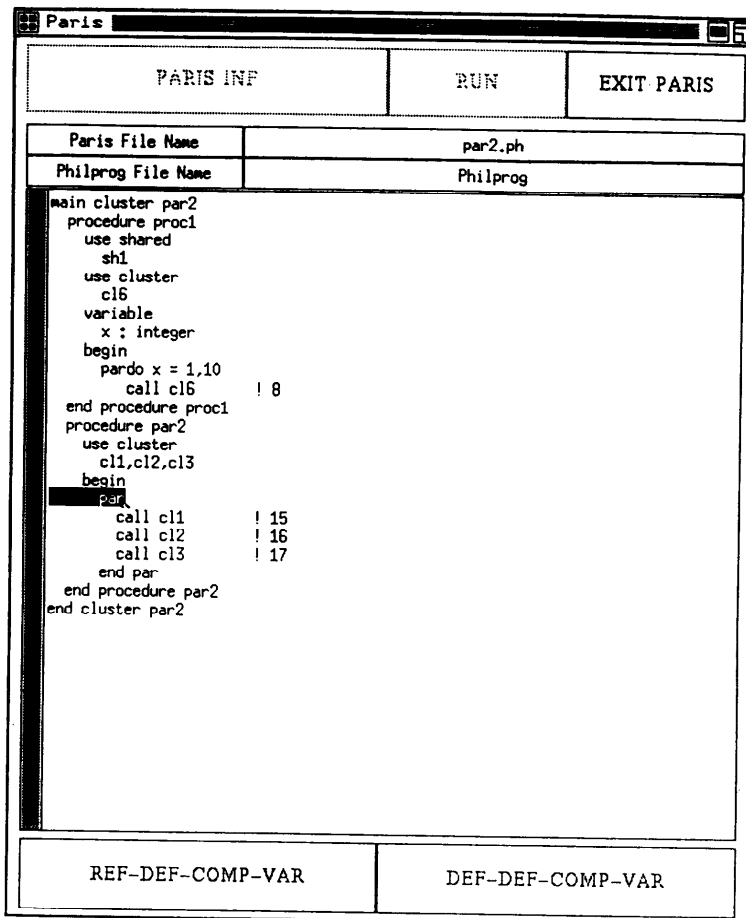 Paris
PARIS INF RUN EXIT PARIS
Paris File Name par2.ph
Philprog File Name Philprog
main cluster par2
procedure proc1
use shared
sh1
use cluster
cl6
variable
x : integer
begin
pardo x = 1,10
call cl6 ! 8
end procedure proc1
procedure par2
use cluster
cl1,cl2,cl3
begin
par
call cl1 ! 15
call cl2 ! 16
call cl3 ! 17
end par
end procedure par2
end cluster par2
REF-DEF-COMP-VAR DEF-DEF-COMP-VAR